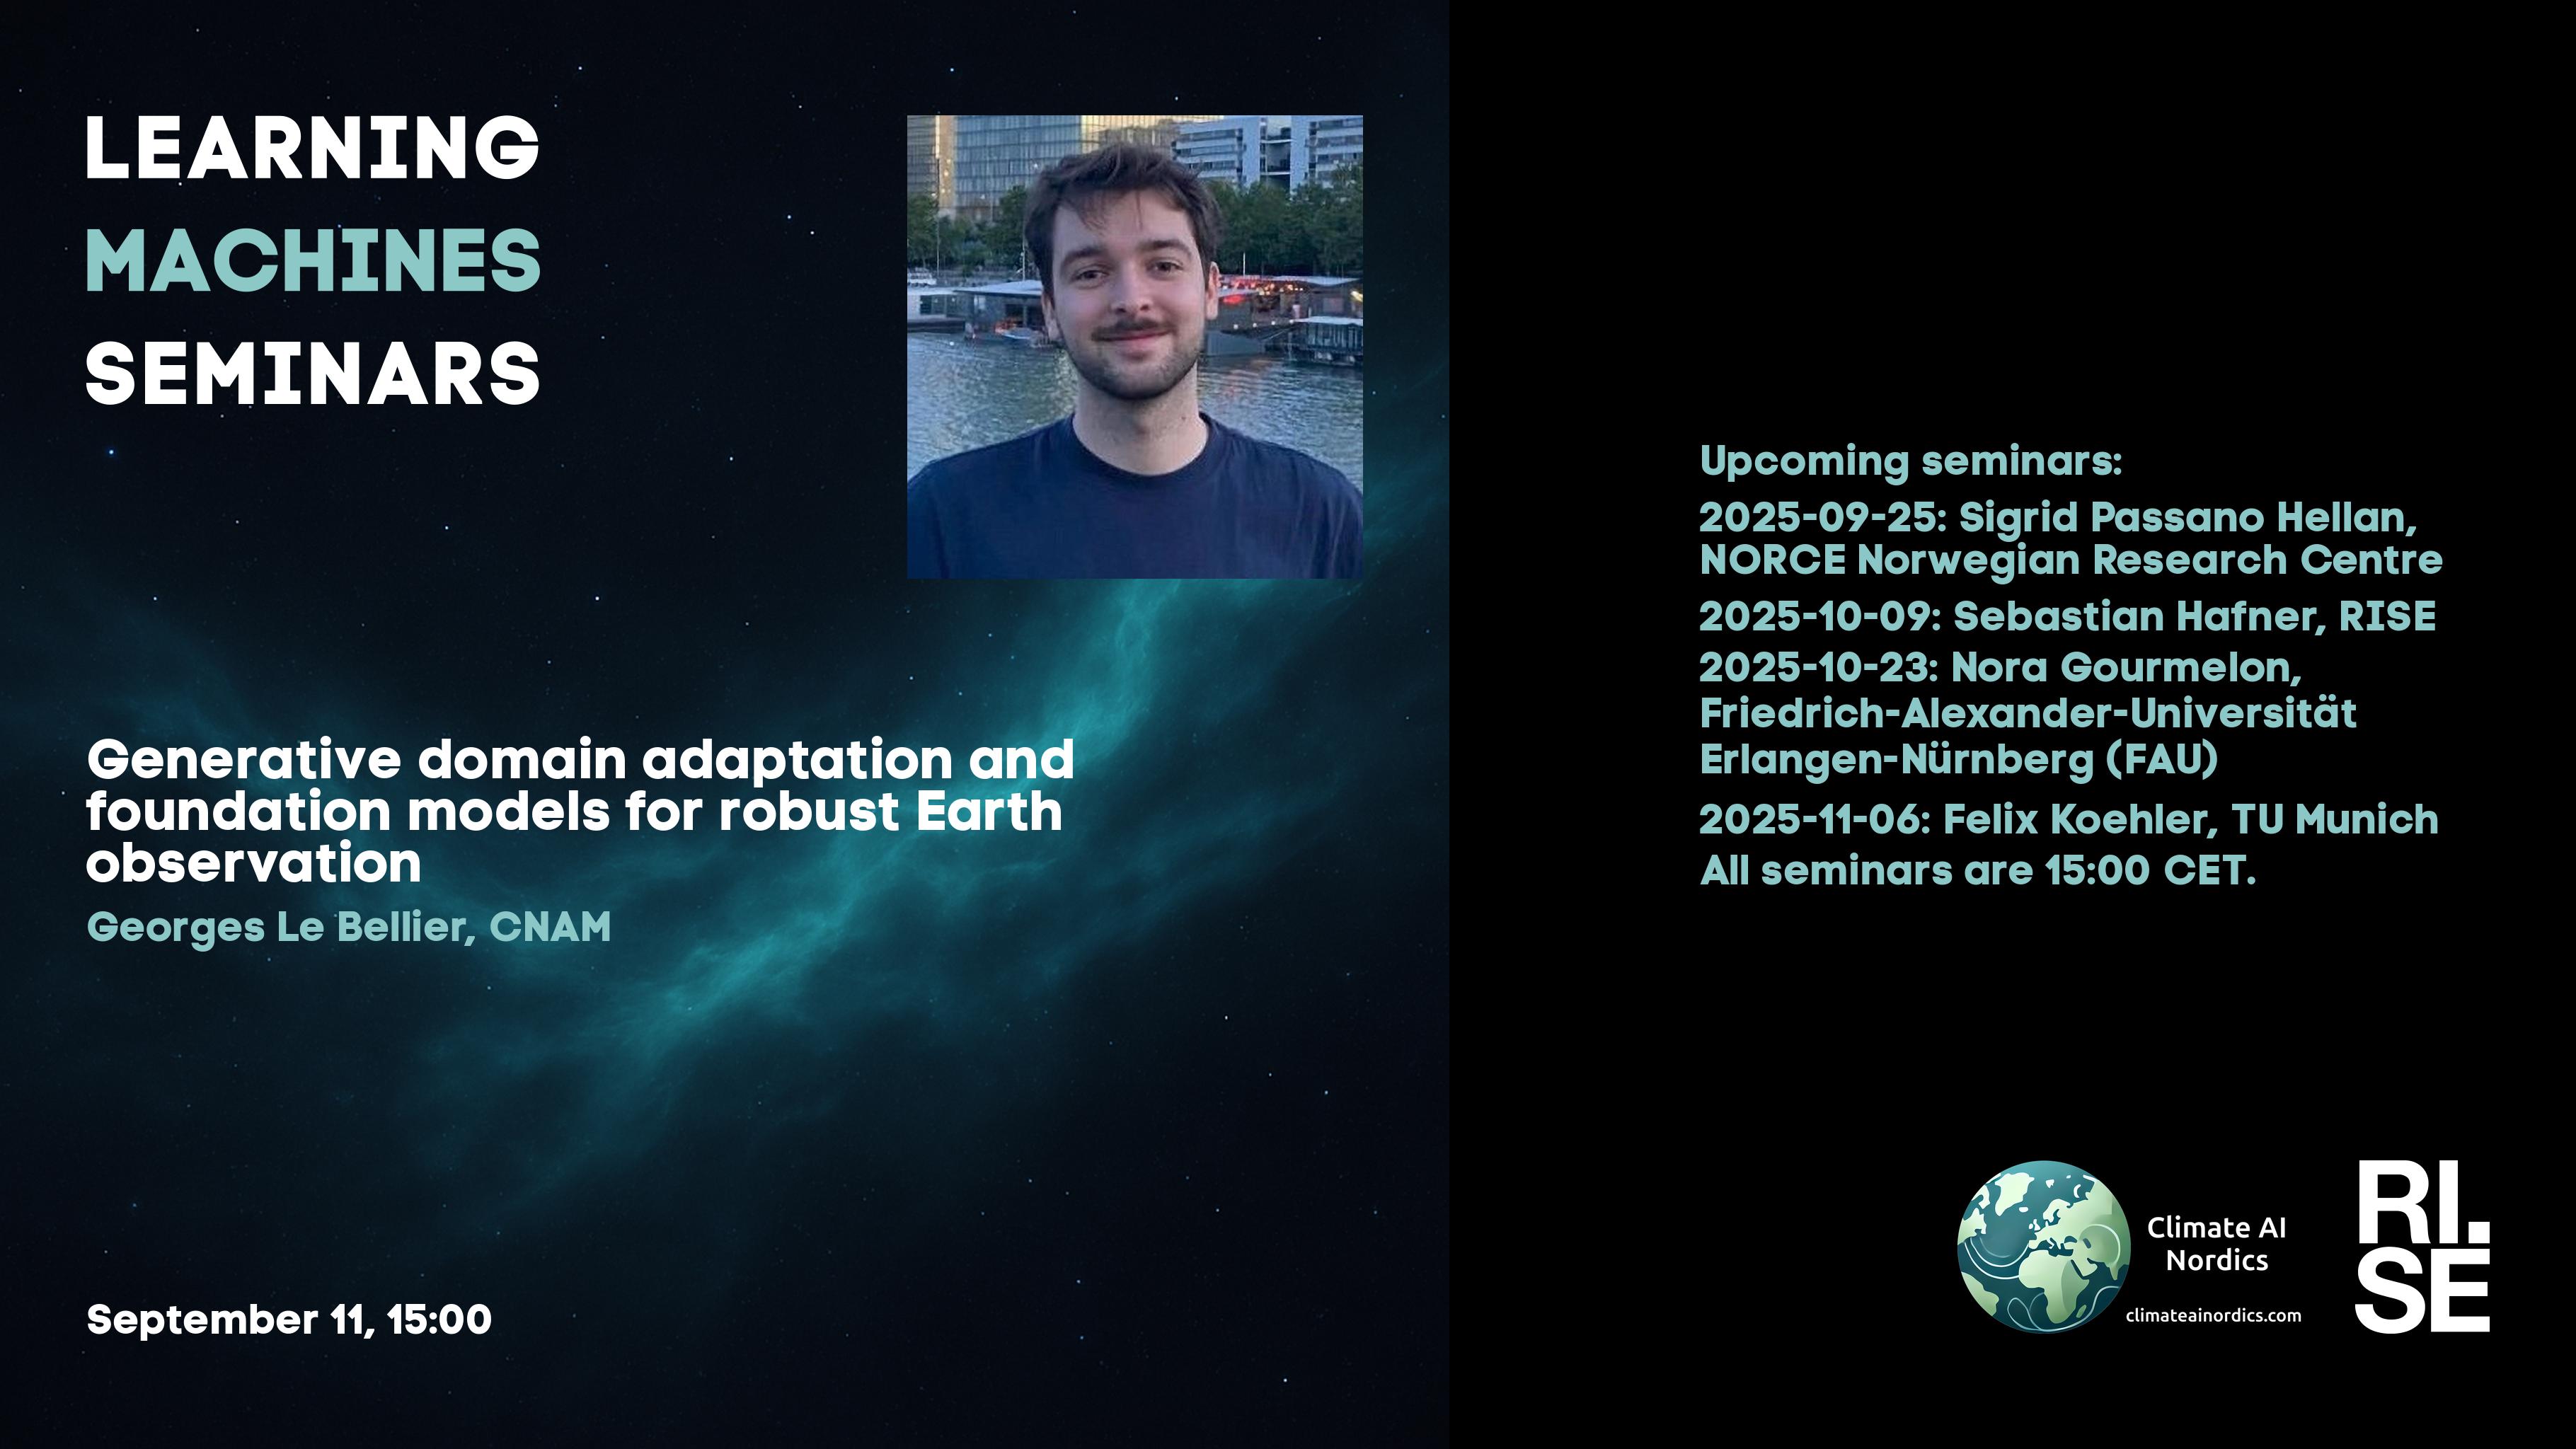 LEARNING
MACHINES
SEMINARS
Generative domain adaptation and
foundation models for robust Earth
observation
Georges Le Bellier, CNAM
September 11, 15:00
Upcoming seminars:
2025-09-25: Sigrid Passano Hellan,
NORCE Norwegian Research Centre
2025-10-09: Sebastian Hafner, RISE
2025-10-23: Nora Gourmelon,
Friedrich-Alexander-Universität
Erlangen-Nürnberg (FAU)
2025-11-06: Felix Koehler, TU Munich
All seminars are 15:00 CET.
Climate AI
Nordics
climateainordics.com
RI.
SE